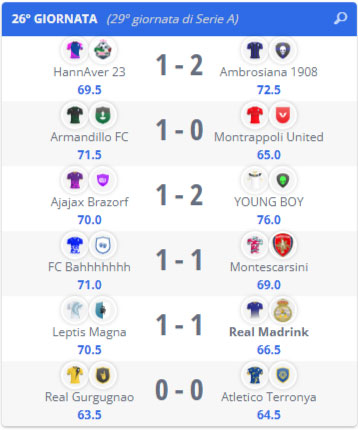 26° GIORNATA (29° giornata di Serie A)
HannAver 23 1 - 2 Ambrosiana 1908
69.5 72.5
Armandillo FC 1 - 0 Montrappoli United
71.5 65.0
Ajajax Brazorf 1 - 2 YOUNG BOY
70.0 76.0
FC Bahhhhhhh 1 - 1 Montescarsini
71.0 69.0
Leptis Magna 1 - 1 Real Madrink
70.5 66.5
Real Gurgugnao 0 - 0 Atletico Terronya
63.5 64.5